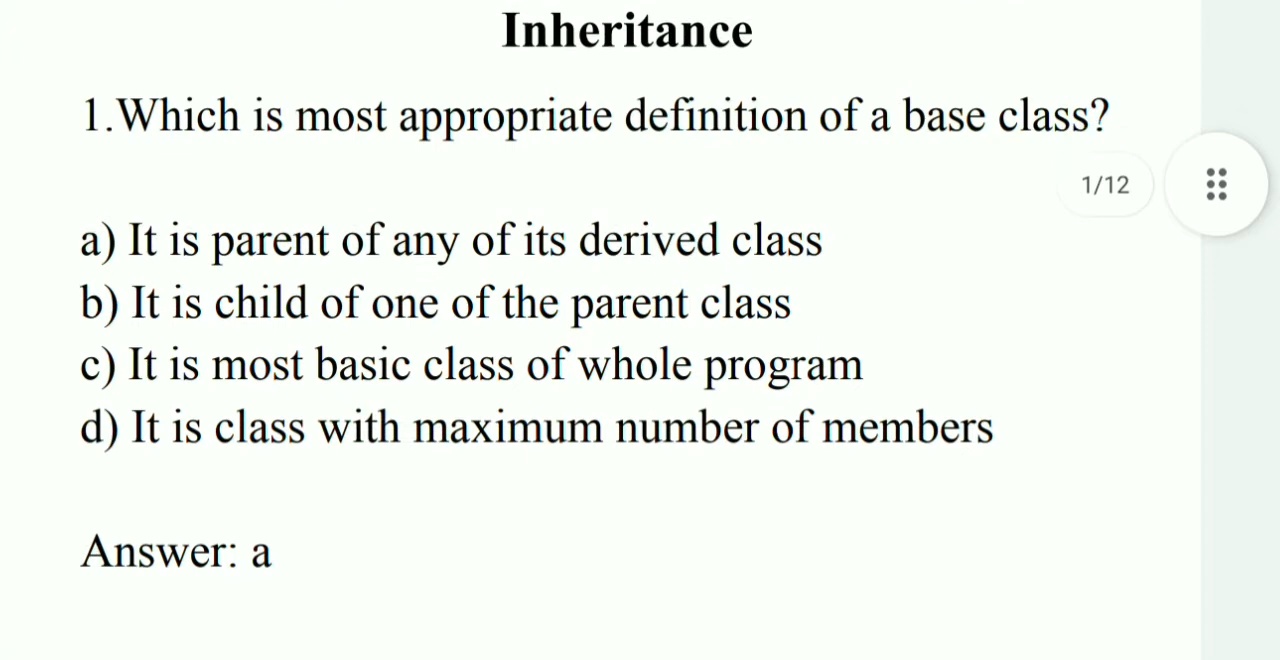 Inheritance
1.Which is most appropriate definition of a base class?
1/12
a) It is parent of any of its derived class
b) It is child of one of the parent class
c) It is most basic class of whole program
d) It is class with maximum number of members
Answer: a